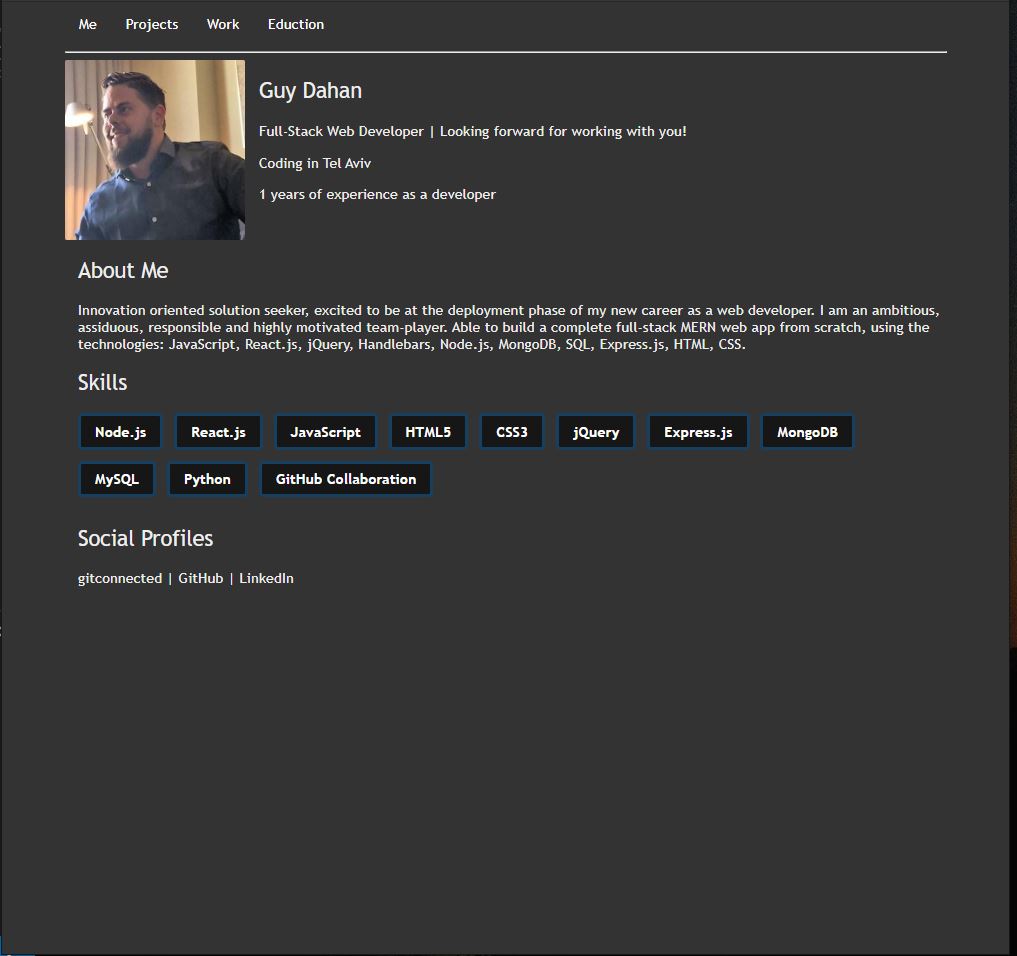 Me Projects Work Eduction
Guy Dahan
Full-Stack Web Developer | Looking forward for working with you!
Coding in Tel Aviv
1 years of experience as a developer
About Me
Innovation oriented solution seeker, excited to be at the deployment phase of my new career as a web developer. I am an ambitious,
assiduous, responsible and highly motivated team-player. Able to build a complete full-stack MERN web app from scratch, using the
technologies: JavaScript, React.js, jQuery, Handlebars, Node.js, MongoDB, SQL, Express.js, HTML, CSS.
Skills
Node.js React.js JavaScript HTML5 CSS3 jQuery Express.js MongoDB
MySQL Python GitHub Collaboration
Social Profiles
gitconnected | GitHub | LinkedIn